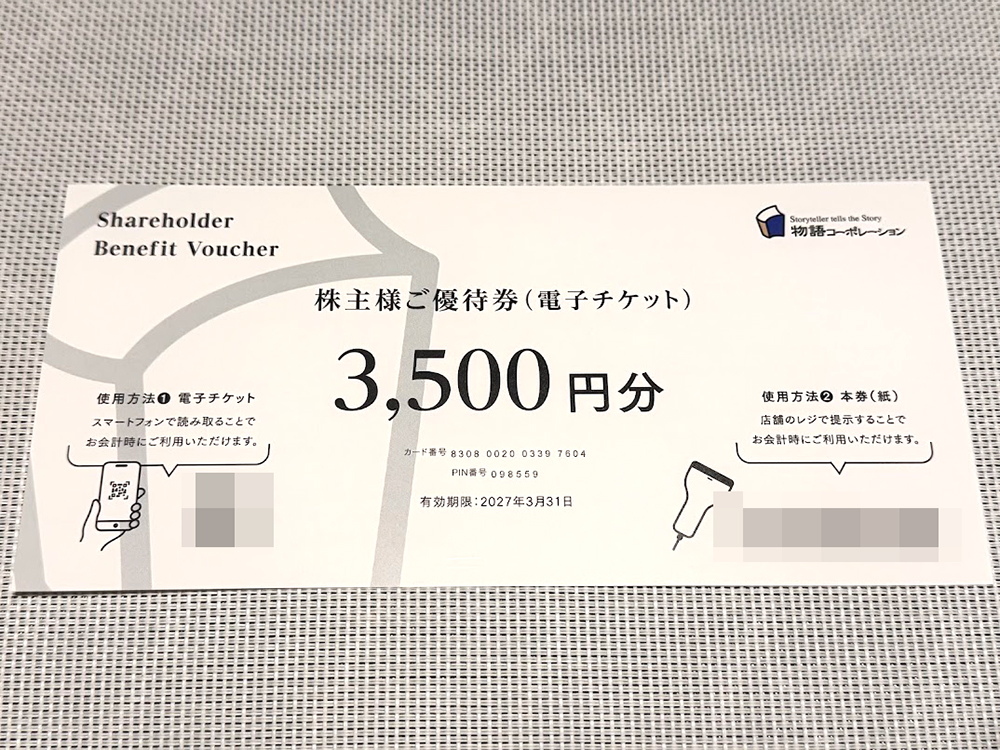 Shareholder
Benefit Voucher
Storyteller tells the Story
物語コーポレーション
株主様ご優待券（電子チケット）
3,500円分
使用方法❶ 電子チケット
スマートフォンで読み取ることで
お会計時にご利用いただけます。
使用方法❷ 本券（紙）
店舗のレジで提示することで
お会計時にご利用いただけます。
カード番号 8308 0020 0339 7604
PIN番号 098559
有効期限：2027年3月31日